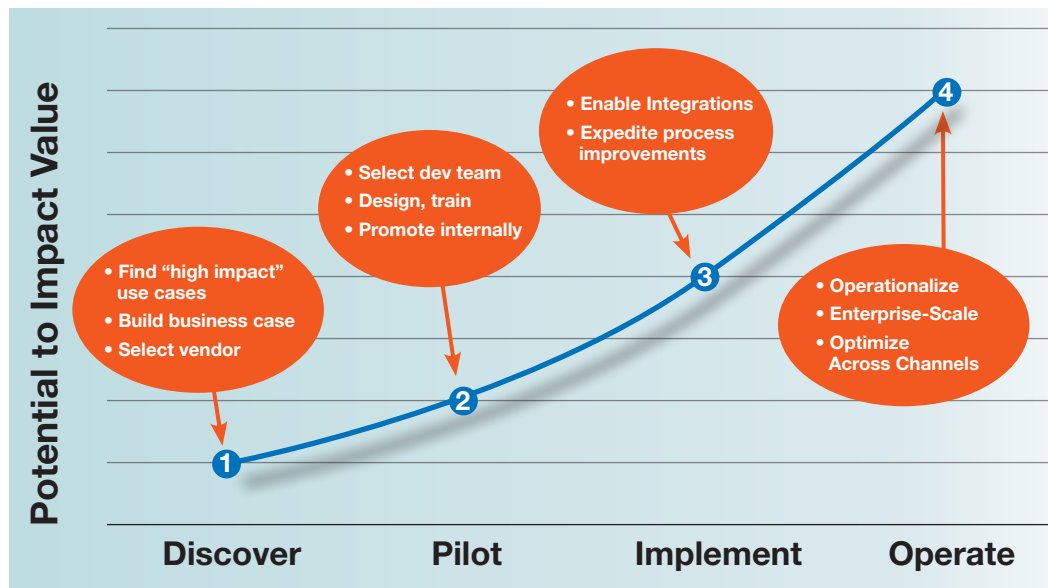 Potential to Impact Value
• Find “high impact”
use cases
• Build business case
• Select vendor
1
• Select dev team
• Design, train
• Promote internally
2
• Enable Integrations
• Expedite process
improvements
3
4
• Operationalize
• Enterprise-Scale
• Optimize
Across Channels
Discover
Pilot
Implement
Operate